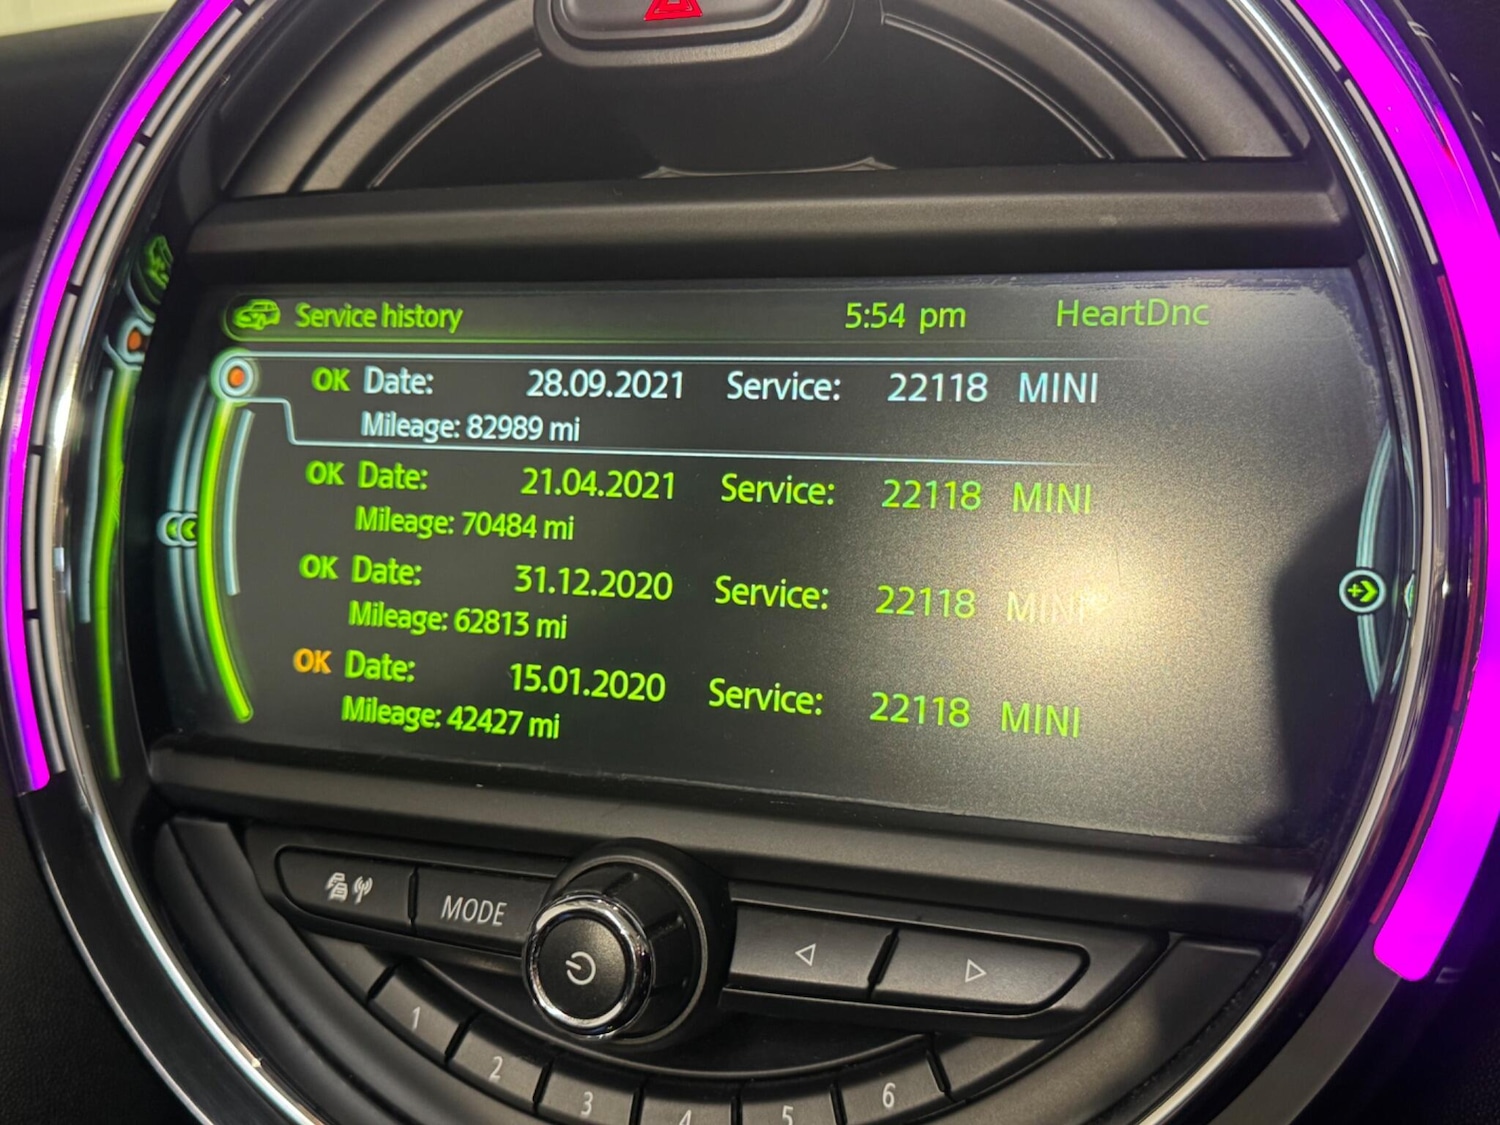 Service history 5:54 pm HeartDnc
OK Date: 28.09.2021 Service: 22118 MINI
Mileage: 82989 mi
OK Date: 21.04.2021 Service: 22118 MINI
Mileage: 70484 mi
OK Date: 31.12.2020 Service: 22118 MINI
Mileage: 62813 mi
OK Date: 15.01.2020 Service: 22118 MINI
Mileage: 42427 mi
MODE
1 2 3 4 5 6